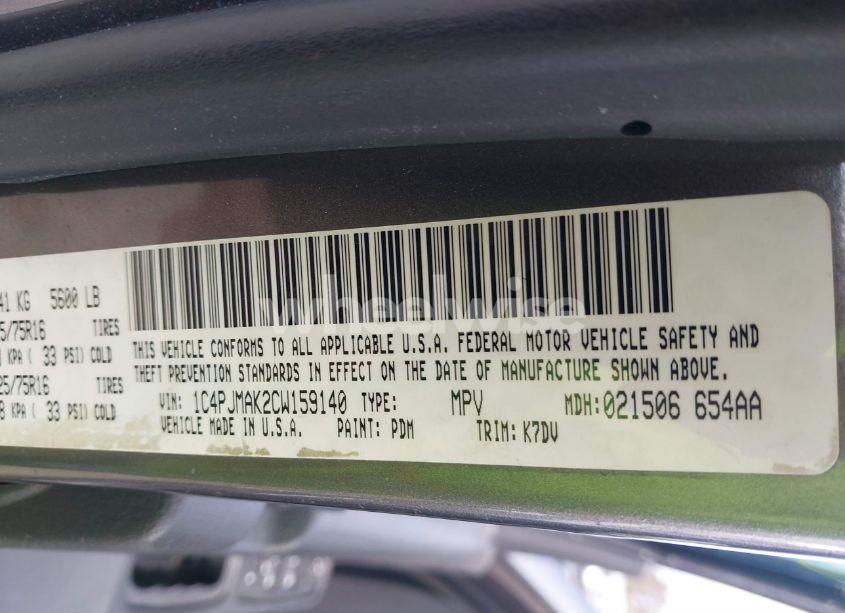 41 KG 5600 LB
5/75R16 TIRES
KPA ( 33 PSI) COLD
25/75R16 TIRES
8 KPA ( 33 PSI) COLD
THIS VEHICLE CONFORMS TO ALL APPLICABLE U.S.A. FEDERAL MOTOR VEHICLE SAFETY AND
THEFT PREVENTION STANDARDS IN EFFECT ON THE DATE OF MANUFACTURE SHOWN ABOVE.
VIN: 1C4PJMAK2CW159140 TYPE: MPV MDH: 021506 654AA
VEHICLE MADE IN U.S.A. PAINT: PDM TRIM: K7DV
wheelwise